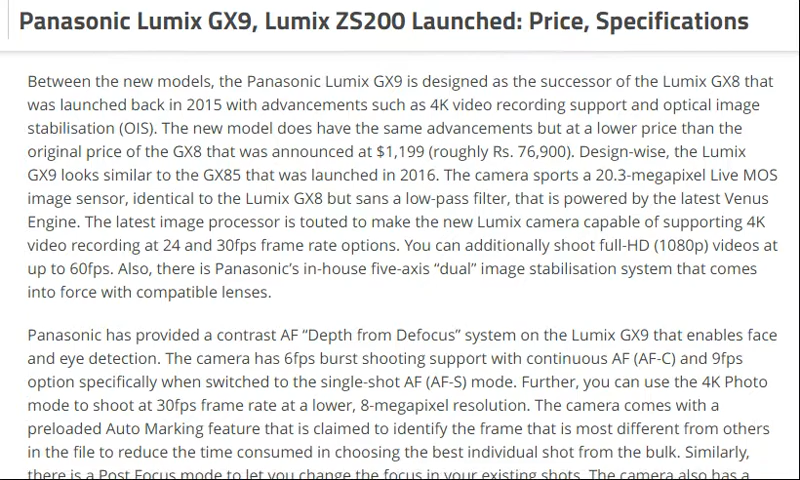 Panasonic Lumix GX9, Lumix ZS200 Launched: Price, Specifications
Between the new models, the Panasonic Lumix GX9 is designed as the successor of the Lumix GX8 that
was launched back in 2015 with advancements such as 4K video recording support and optical image
stabilisation (OIS). The new model does have the same advancements but at a lower price than the
original price of the GX8 that was announced at $1,199 (roughly Rs. 76,900). Design-wise, the Lumix
GX9 looks similar to the GX85 that was launched in 2016. The camera sports a 20.3-megapixel Live MOS
image sensor, identical to the Lumix GX8 but sans a low-pass filter, that is powered by the latest Venus
Engine. The latest image processor is touted to make the new Lumix camera capable of supporting 4K
video recording at 24 and 30fps frame rate options. You can additionally shoot full-HD (1080p) videos at
up to 60fps. Also, there is Panasonic’s in-house five-axis “dual” image stabilisation system that comes
into force with compatible lenses.
Panasonic has provided a contrast AF “Depth from Defocus” system on the Lumix GX9 that enables face
and eye detection. The camera has 6fps burst shooting support with continuous AF (AF-C) and 9fps
option specifically when switched to the single-shot AF (AF-S) mode. Further, you can use the 4K Photo
mode to shoot at 30fps frame rate at a lower, 8-megapixel resolution. The camera comes with a
preloaded Auto Marking feature that is claimed to identify the frame that is most different from others
in the file to reduce the time consumed in choosing the best individual shot from the bulk. Similarly,
there is a Post Focus mode to let you change the focus in your existing shots. The camera also has a